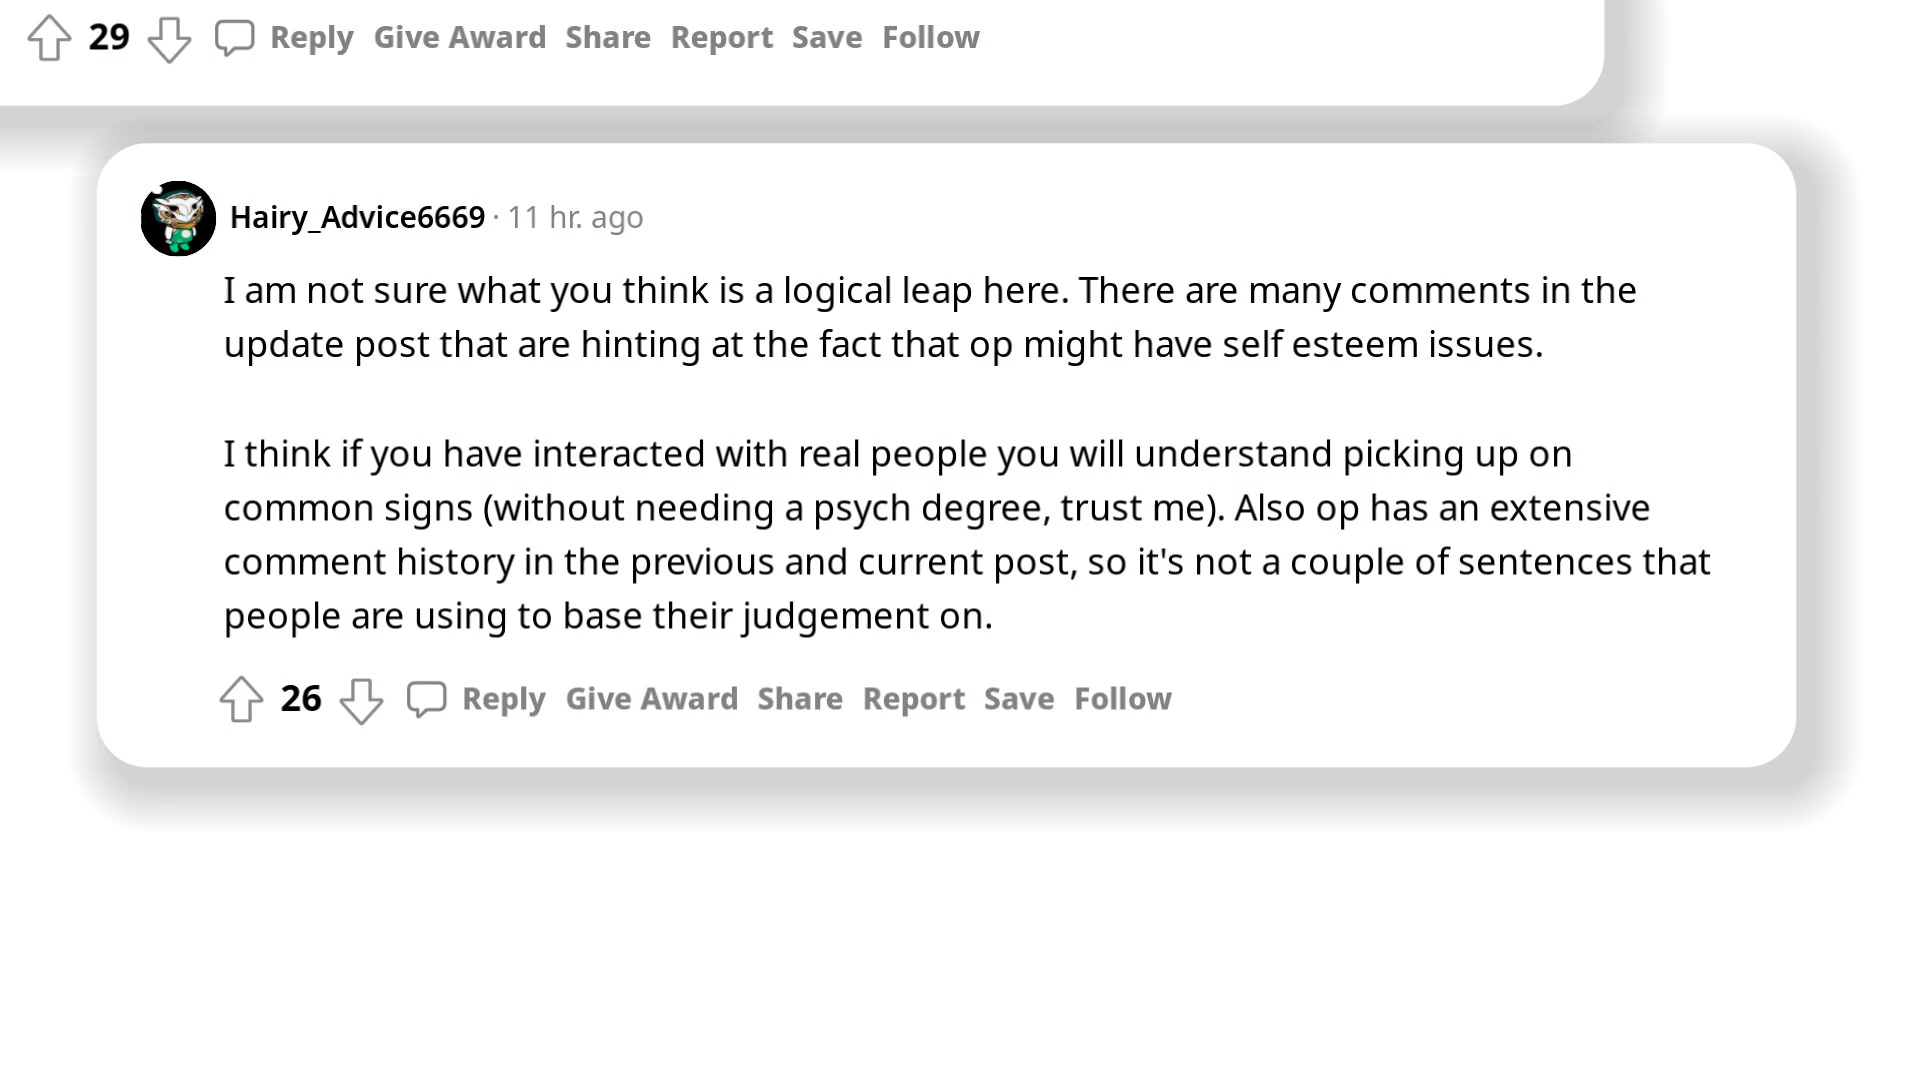 29 Reply Give Award Share Report Save Follow
Hairy_Advice6669 · 11 hr. ago
I am not sure what you think is a logical leap here. There are many comments in the
update post that are hinting at the fact that op might have self esteem issues.
I think if you have interacted with real people you will understand picking up on
common signs (without needing a psych degree, trust me). Also op has an extensive
comment history in the previous and current post, so it's not a couple of sentences that
people are using to base their judgement on.
26 Reply Give Award Share Report Save Follow